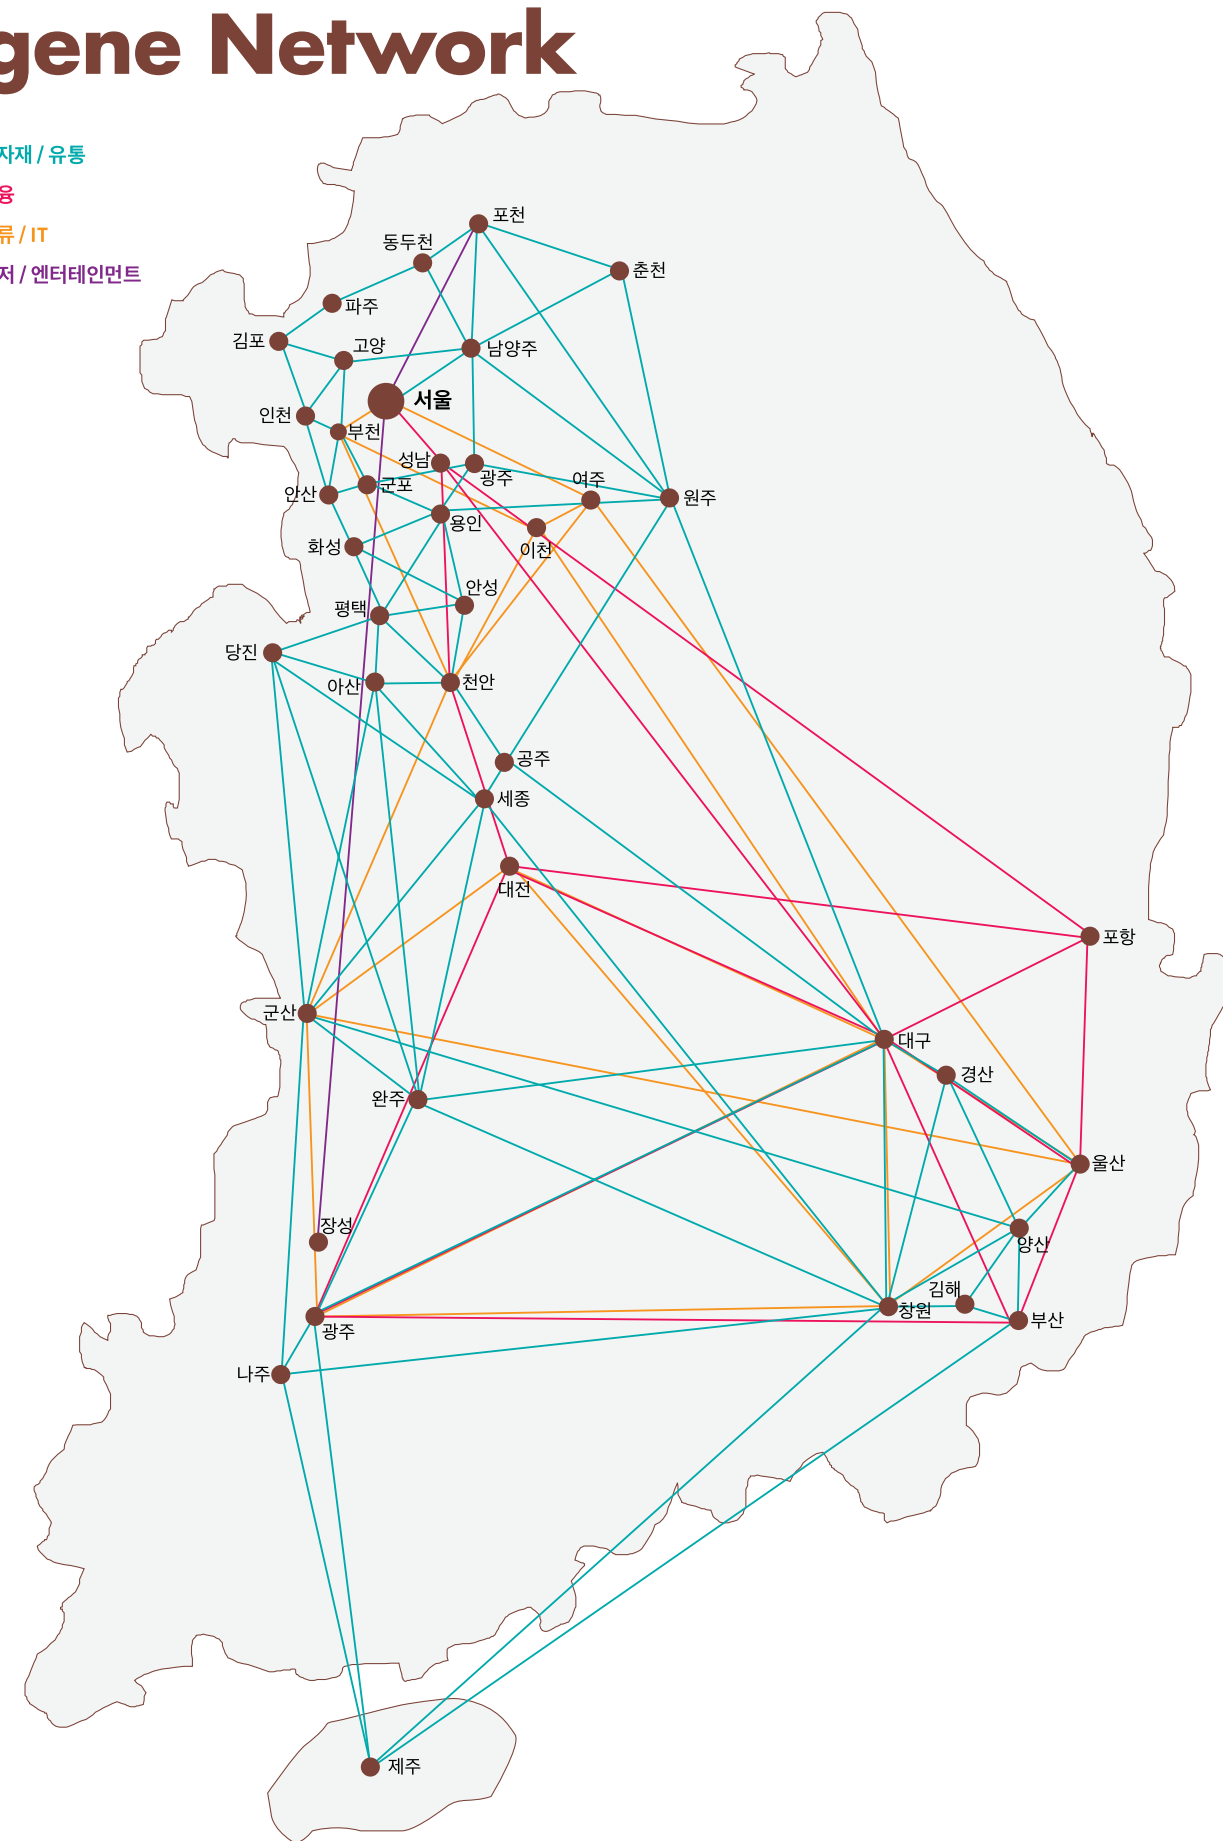 gene Network
자재 / 유통
융
류 / IT
저 / 엔터테인먼트
포천
동두천
춘천
파주
김포
고양
남양주
서울
인천
부천
성남
광주
여주
군포
안산
원주
용인
이천
화성
안성
평택
당진
아산
천안
공주
세종
대전
포항
군산
대구
경산
완주
울산
장성
양산
김해
창원
부산
광주
나주
제주